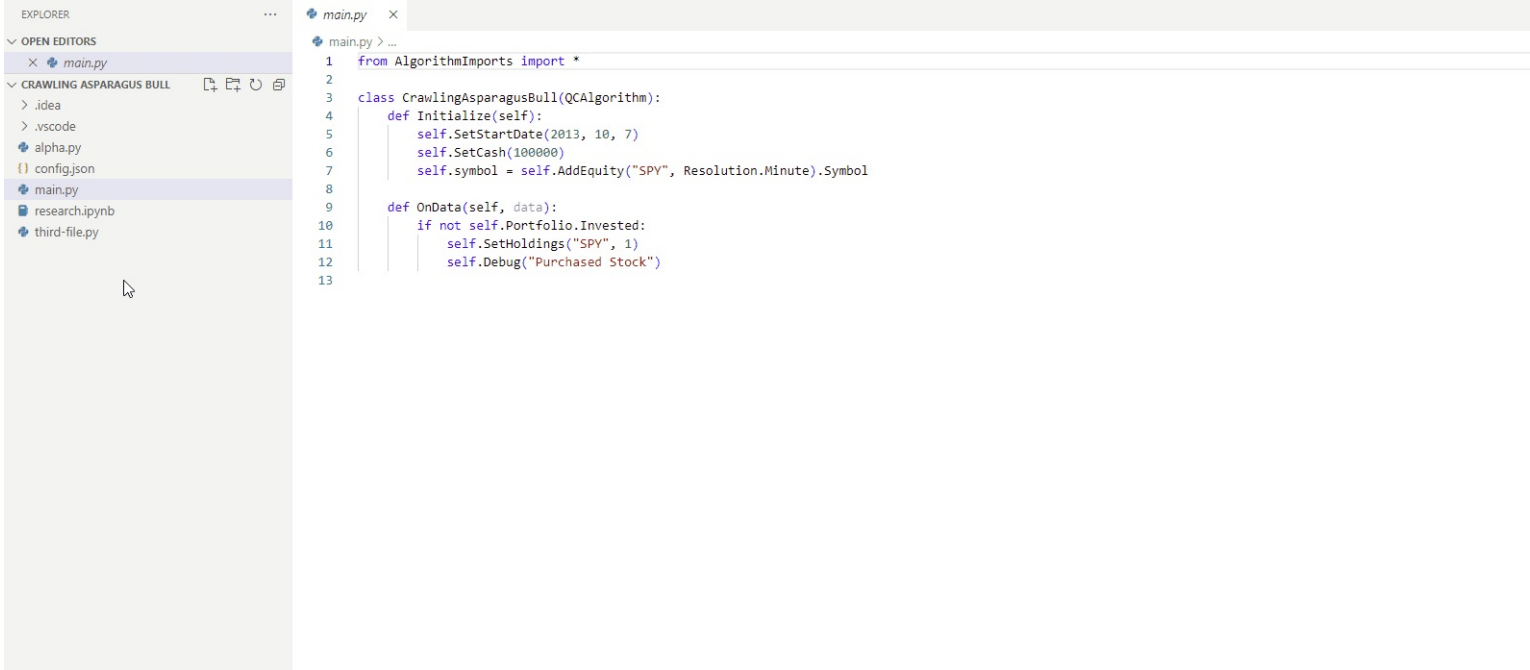 EXPLORER
OPEN EDITORS
main.py
CRAWLING ASPARAGUS BULL
.idea
.vscode
alpha.py
config.json
main.py
research.ipynb
third-file.py
main.py
main.py > ...
1 from AlgorithmImports import *
2
3 class CrawlingAsparagusBull(QCAlgorithm):
4     def Initialize(self):
5         self.SetStartDate(2013, 10, 7)
6         self.SetCash(100000)
7         self.symbol = self.AddEquity("SPY", Resolution.Minute).Symbol
8
9     def OnData(self, data):
10         if not self.Portfolio.Invested:
11             self.SetHoldings("SPY", 1)
12             self.Debug("Purchased Stock")
13